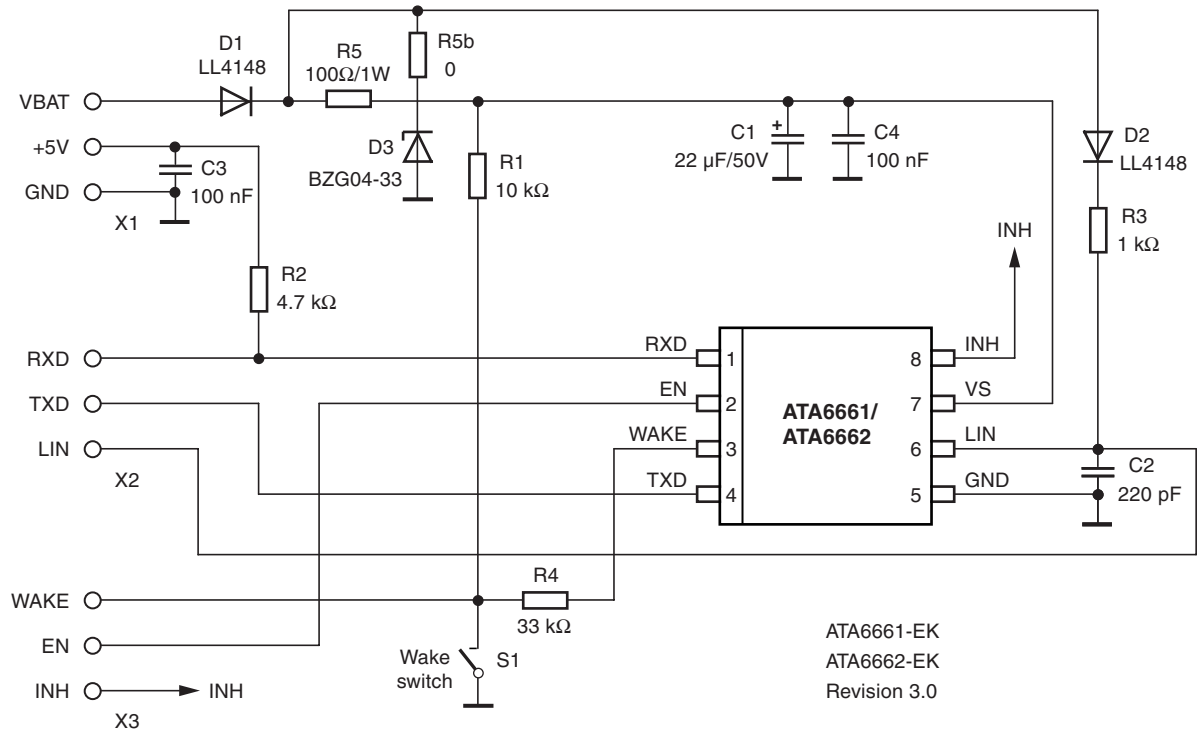 D1
LL4148
R5
100Ω/1W
R5b
0
VBAT
+5V
GND
X1
C3
100 nF
D3
BZG04-33
R1
10 kΩ
C1
+
22 µF/50V
C4
100 nF
D2
LL4148
R3
1 kΩ
INH
R2
4.7 kΩ
RXD
TXD
LIN
X2
RXD
1
EN
2
WAKE
3
TXD
4
ATA6661/
ATA6662
8
INH
7
VS
6
LIN
5
GND
C2
220 pF
WAKE
EN
INH
INH
X3
R4
33 kΩ
Wake
switch
S1
ATA6661-EK
ATA6662-EK
Revision 3.0